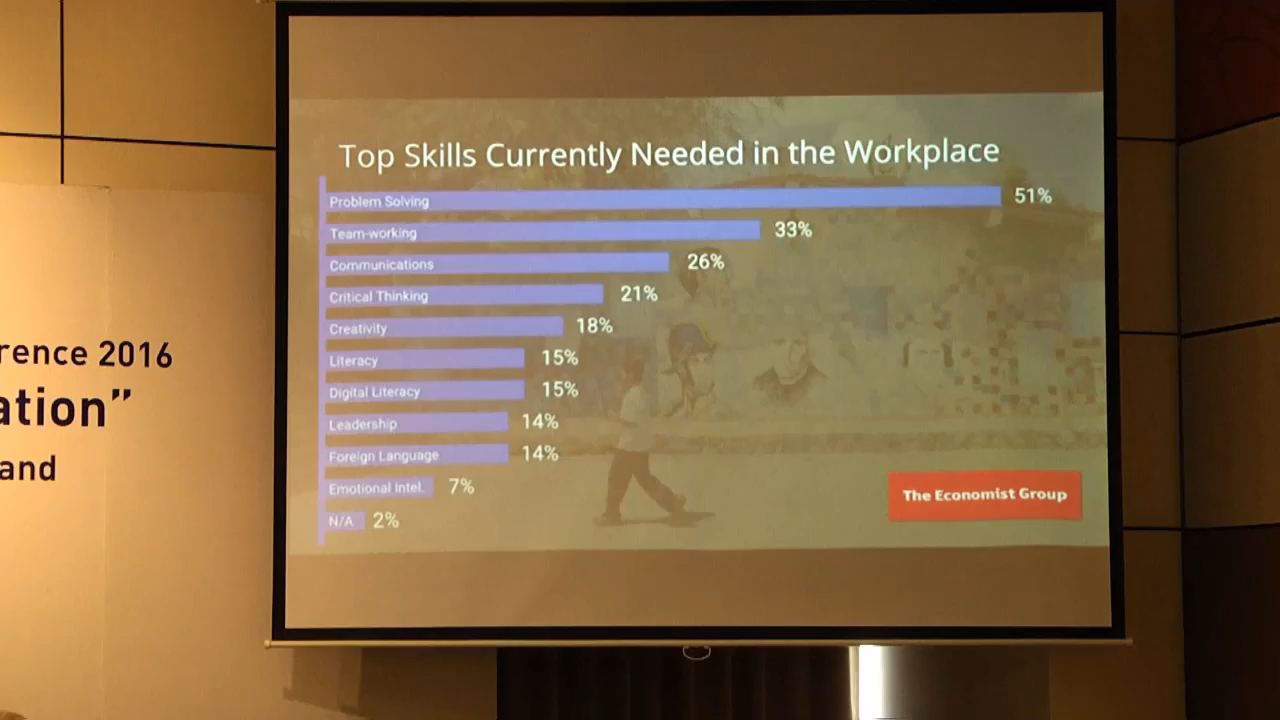 rence 2016
ation”
and
Top Skills Currently Needed in the Workplace
Problem Solving 51%
Team-working 33%
Communications 26%
Critical Thinking 21%
Creativity 18%
Literacy 15%
Digital Literacy 15%
Leadership 14%
Foreign Language 14%
Emotional Intel. 7%
N/A 2%
The Economist Group